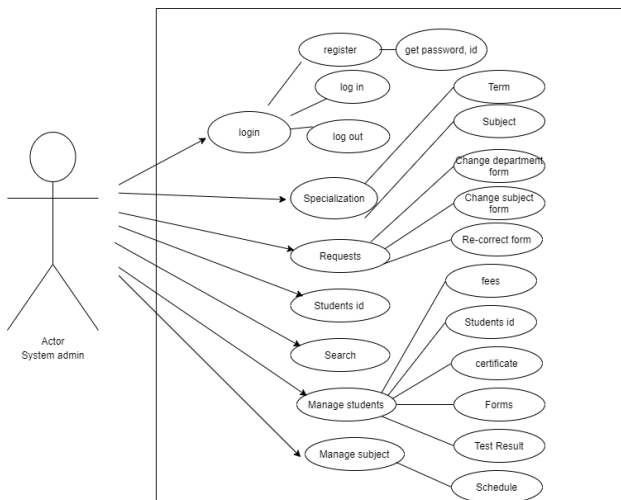 register
get password, id
log in
login
log out
Term
Subject
Change department
form
Specialization
Change subject
form
Requests
Re-correct form
fees
Students id
Students id
Search
certificate
Manage students
Forms
Test Result
Manage subject
Schedule
Actor
System admin